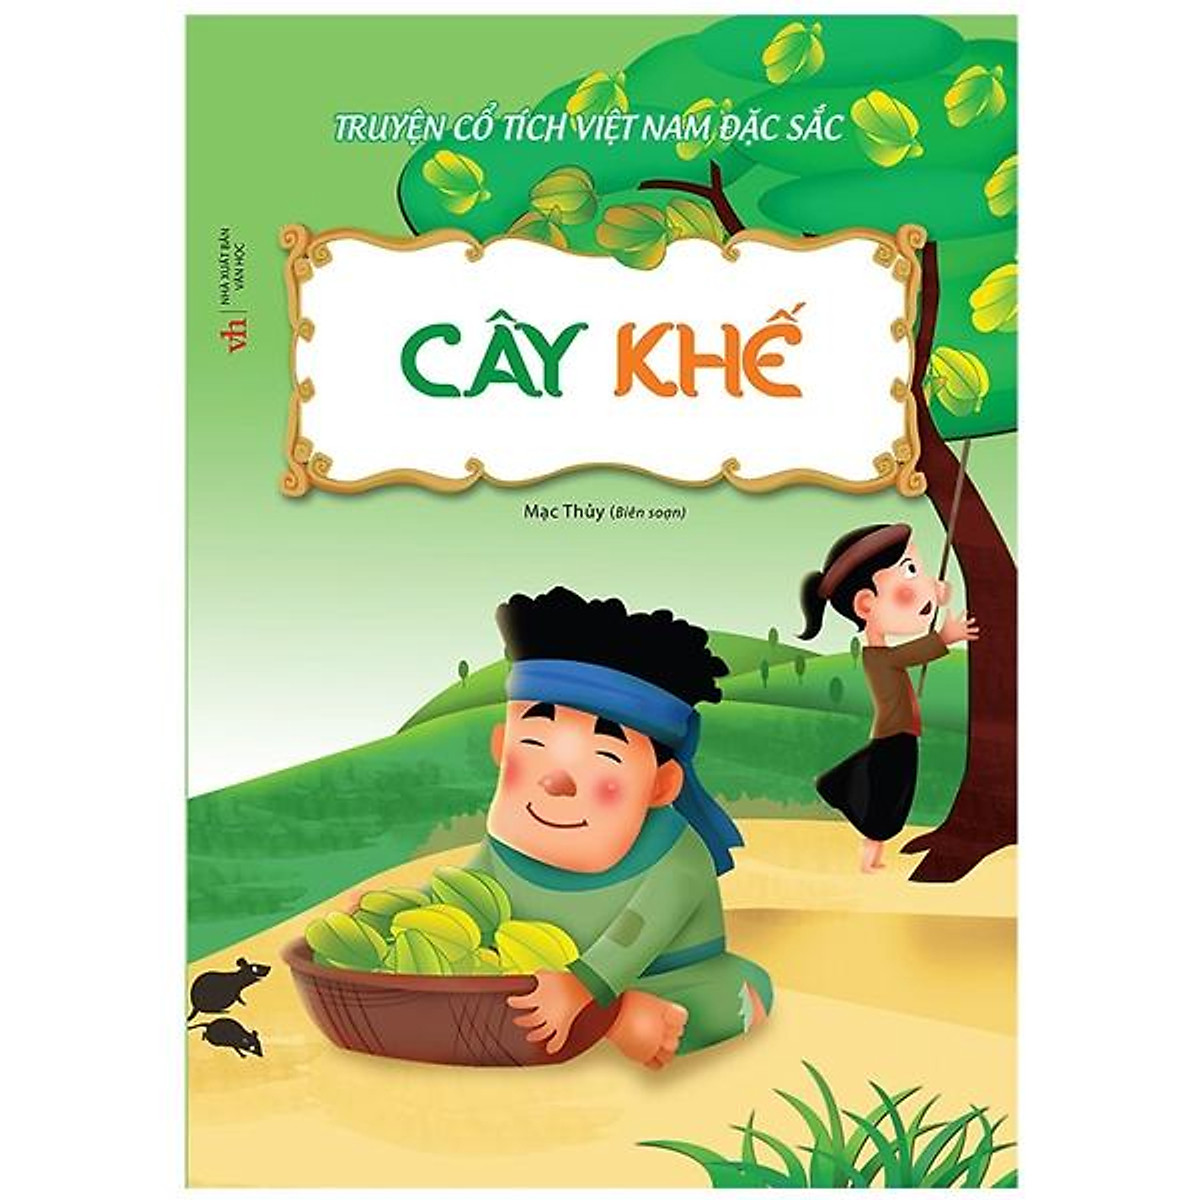 TRUYỆN CỔ TÍCH VIỆT NAM ĐẶC SẮC
vh
NHÀ XUẤT BẢN
VĂN HỌC
CÂY KHẾ
Mạc Thủy (Biên soạn)